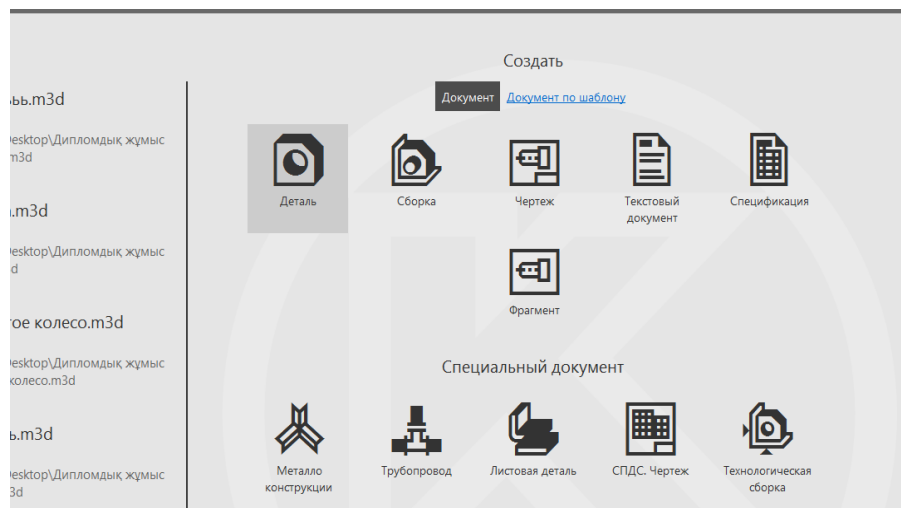 Создать
Документ Документ по шаблону
ьь.m3d
Desktop\Дипломдық жұмыс
m3d
.m3d
Desktop\Дипломдық жұмыс
d
тое колесо.m3d
Desktop\Дипломдық жұмыс
колесо.m3d
ь.m3d
Desktop\Дипломдық жұмыс
3d
Деталь
Сборка
Чертеж
Текстовый
документ
Спецификация
Фрагмент
Специальный документ
Металло
конструкции
Трубопровод
Листовая деталь
СПДС. Чертеж
Технологическая
сборка